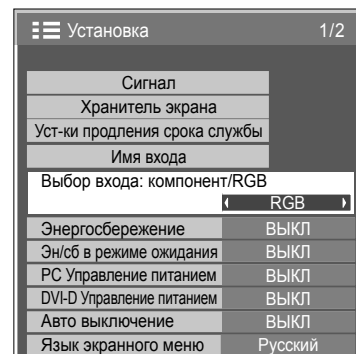 Установка 1/2
Сигнал
Хранитель экрана
Уст-ки продления срока службы
Имя входа
Выбор входа: компонент/RGB
RGB
Энергосбережение ВЫКЛ
Эн/сб в режиме ожидания ВЫКЛ
PC Управление питанием ВЫКЛ
DVI-D Управление питанием ВЫКЛ
Авто выключение ВЫКЛ
Язык экранного меню Русский